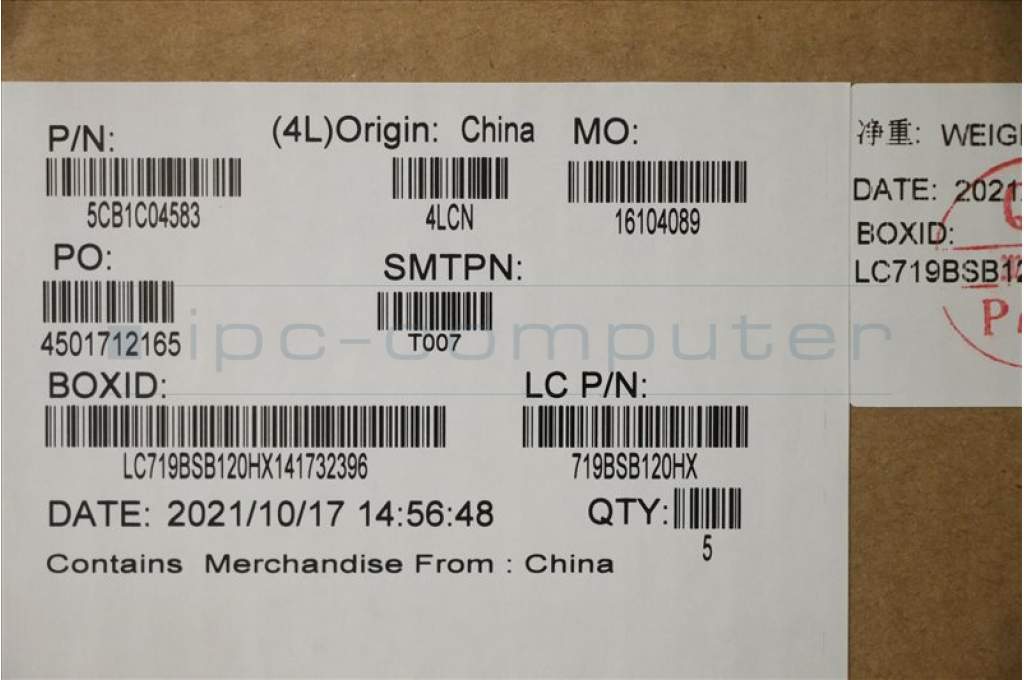 P/N:
(4L)Origin: China
MO:
5CB1C04583
4LCN
16104089
PO:
SMTPN:
4501712165
T007
ipc-computer
BOXID:
LC P/N:
LC719BSB120HX141732396
719BSB120HX
DATE: 2021/10/17 14:56:48
QTY:
5
Contains Merchandise From : China
净重:
DATE: 2021
BOXID:
LC719BSB12